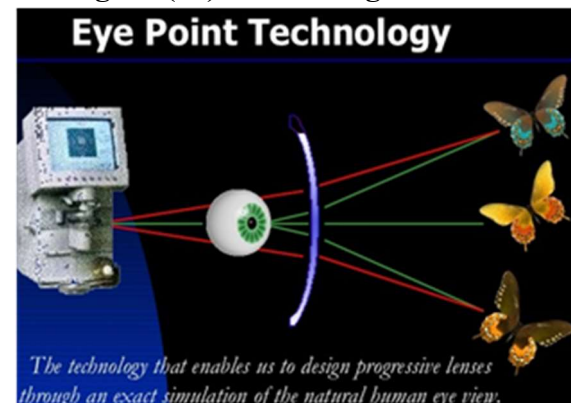 Eye Point Technology
The technology that enables us to design progressive lenses
through an exact simulation of the natural human eye view.